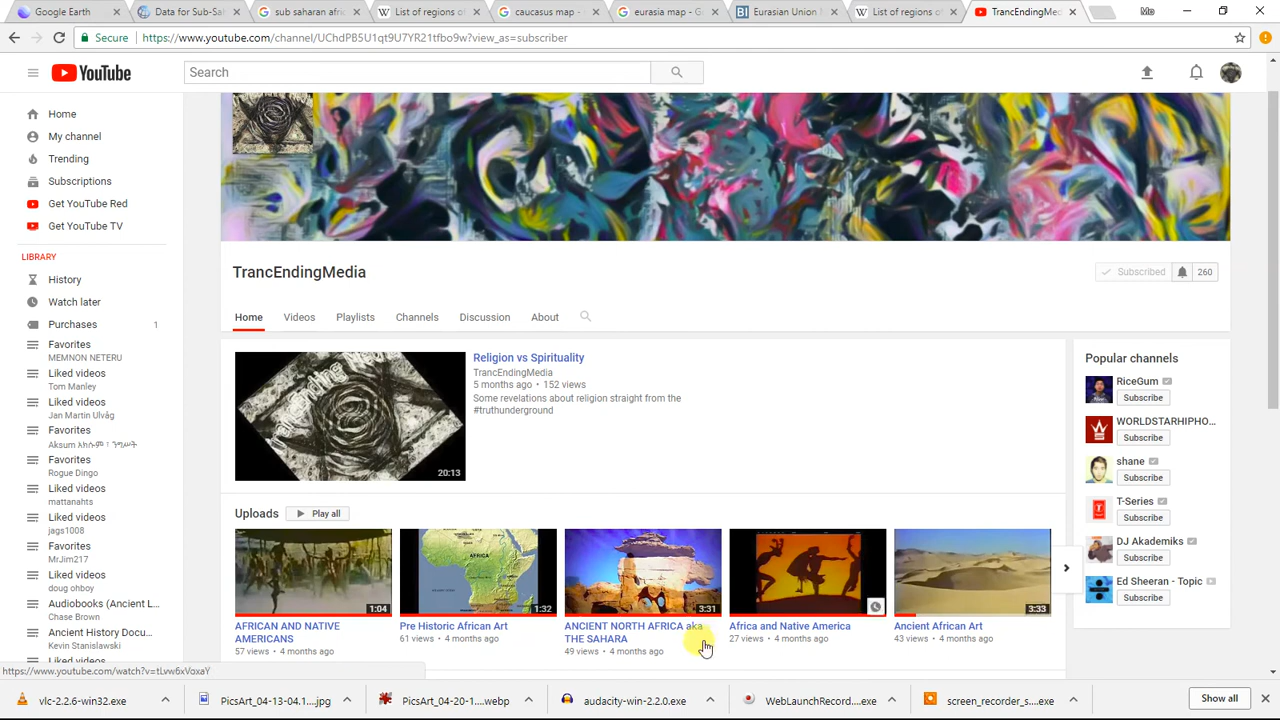 Google Earth
Data for Sub-Sah
sub saharan afri
List of regions of
caucasus map -
eurasia map - G
Eurasian Union
List of regions of
TrancEndingMed
Secure
https://www.youtube.com/channel/UChdPB5U1qt9U7YR21tfbo9w?view_as=subscriber
YouTube
Search
Home
My channel
Trending
Subscriptions
Get YouTube Red
Get YouTube TV
LIBRARY
History
Watch later
Purchases 1
Favorites
MEMNON NETERU
Liked videos
Tom Manley
Liked videos
Jan Martin Ulvåg
Favorites
Aksum
Favorites
Rogue Dingo
Liked videos
mattanahts
Liked videos
jags1008
Favorites
MrJim217
Liked videos
doug ohboy
Audiobooks (Ancient L...
Chase Brown
Ancient History Docu...
Kevin Stanislawski
Liked videos
TrancEndingMedia
Subscribed 260
Home Videos Playlists Channels Discussion About
Religion vs Spirituality
TrancEndingMedia
5 months ago • 152 views
Some revelations about religion straight from the
#truthunderground
20:13
Uploads Play all
1:04
AFRICAN AND NATIVE
AMERICANS
57 views • 4 months ago
AFRICA
1:32
Pre Historic African Art
61 views • 4 months ago
3:31
ANCIENT NORTH AFRICA aka
THE SAHARA
49 views • 4 months ago
Africa and Native America
27 views • 4 months ago
3:33
Ancient African Art
43 views • 4 months ago
Popular channels
RiceGum
Subscribe
WORLDSTARHIPHO...
Subscribe
shane
Subscribe
T-Series
Subscribe
DJ Akademiks
Subscribe
Ed Sheeran - Topic
Subscribe
https://www.youtube.com/watch?v=tLvw6xVoxaY
vlc-2.2.6-win32.exe
PicsArt_04-13-04.1....jpg
PicsArt_04-20-1....webp
audacity-win-2.2.0.exe
WebLaunchRecord....exe
screen_recorder_s....exe
Show all